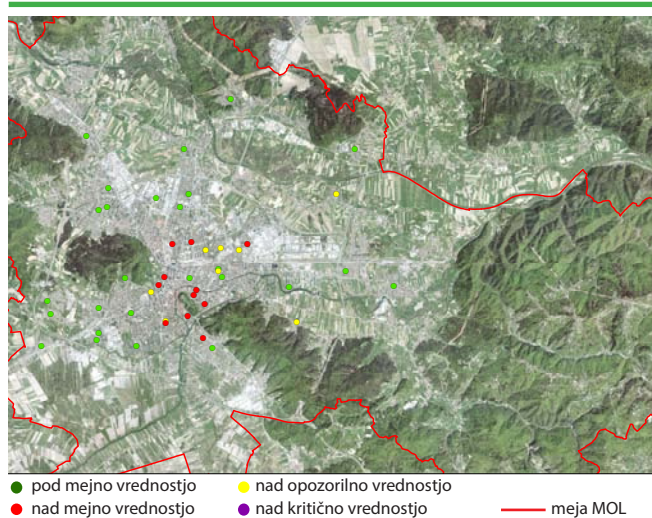 pod mejno vrednostjo
nad opozorilno vrednostjo
nad mejno vrednostjo
nad kritično vrednostjo
meja MOL